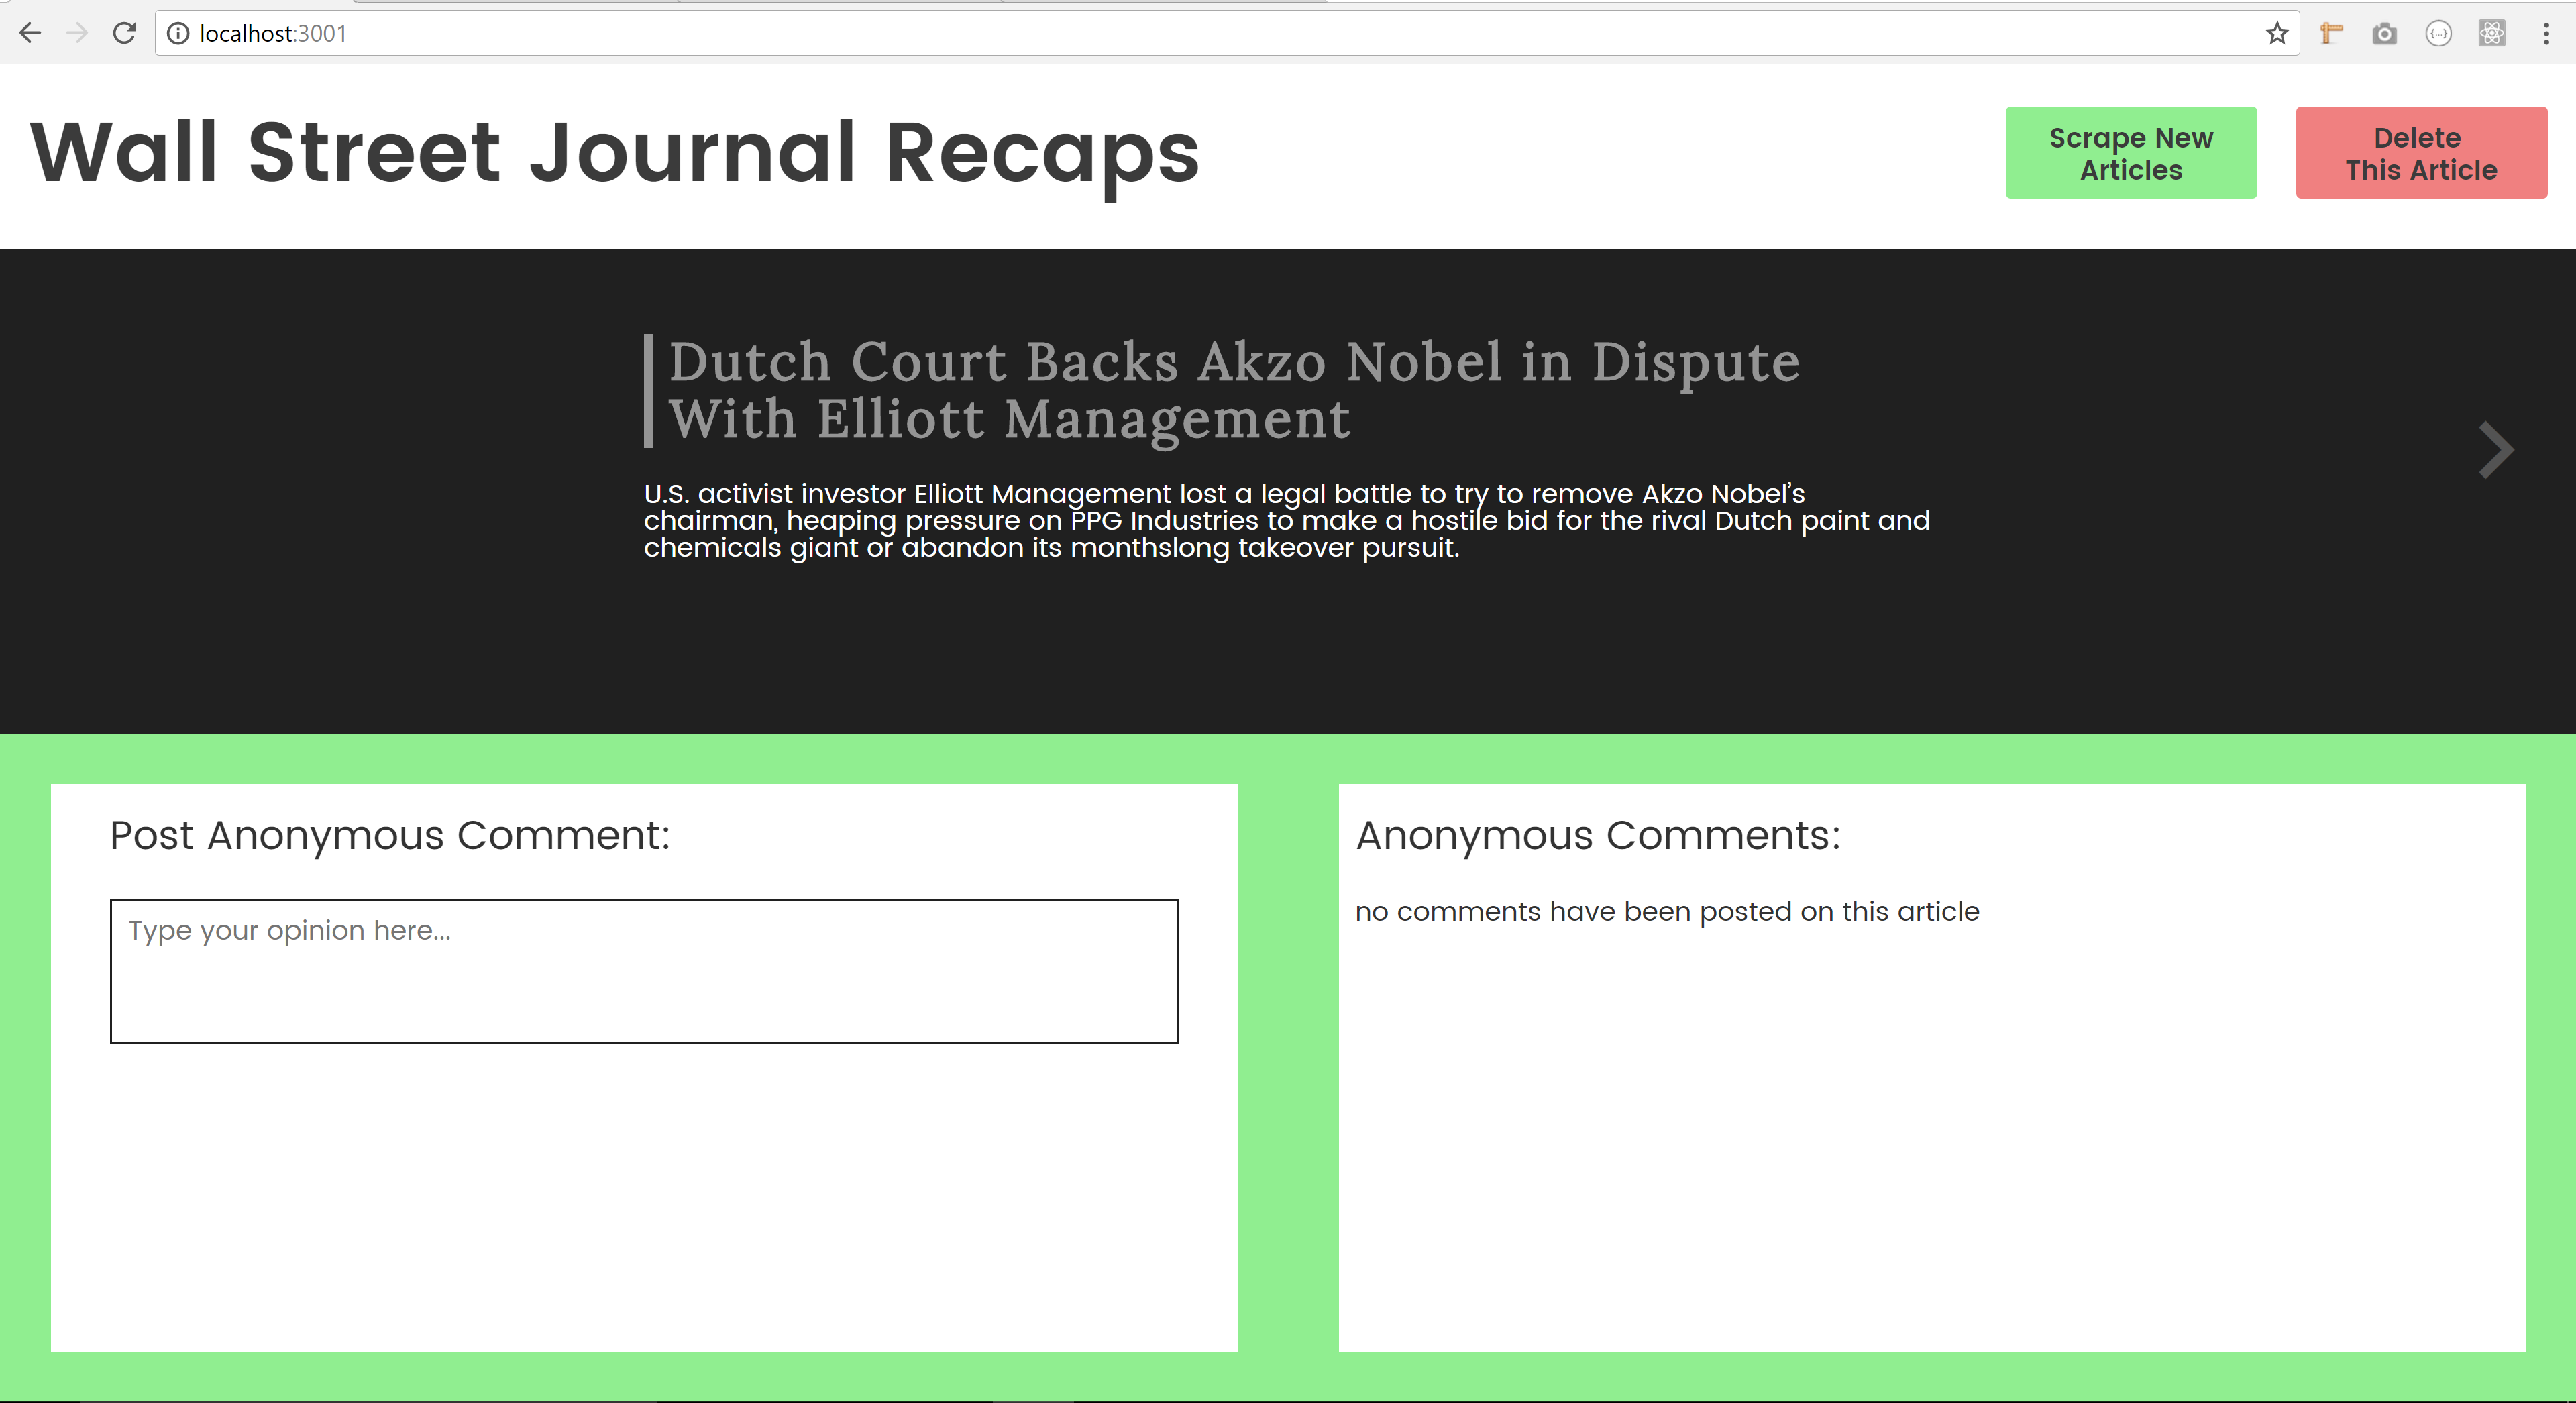 localhost:3001
Wall Street Journal Recaps
Scrape New
Articles
Delete
This Article
Dutch Court Backs Akzo Nobel in Dispute
With Elliott Management
U.S. activist investor Elliott Management lost a legal battle to try to remove Akzo Nobel’s
chairman, heaping pressure on PPG Industries to make a hostile bid for the rival Dutch paint and
chemicals giant or abandon its monthslong takeover pursuit.
Post Anonymous Comment:
Type your opinion here...
Anonymous Comments:
no comments have been posted on this article